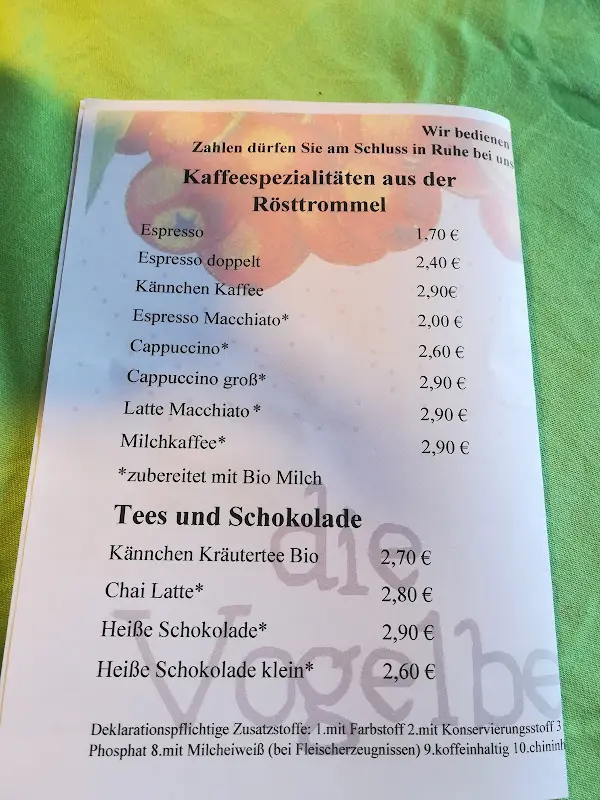 Wir bedienen
Zahlen dürfen Sie am Schluss in Ruhe bei uns
Kaffeespezialitäten aus der
Rösttrommel
Espresso 1,70 €
Espresso doppelt 2,40 €
Kännchen Kaffee 2,90€
Espresso Macchiato* 2,00 €
Cappuccino* 2,60 €
Cappuccino groß* 2,90 €
Latte Macchiato * 2,90 €
Milchkaffee* 2,90 €
*zubereitet mit Bio Milch
die
Vogelbe
Tees und Schokolade
Kännchen Kräutertee Bio 2,70 €
Chai Latte* 2,80 €
Heiße Schokolade* 2,90 €
Heiße Schokolade klein* 2,60 €
Deklarationspflichtige Zusatzstoffe: 1.mit Farbstoff 2.mit Konservierungsstoff 3
Phosphat 8.mit Milcheiweiß (bei Fleischerzeugnissen) 9.koffeinhaltig 10.chininh